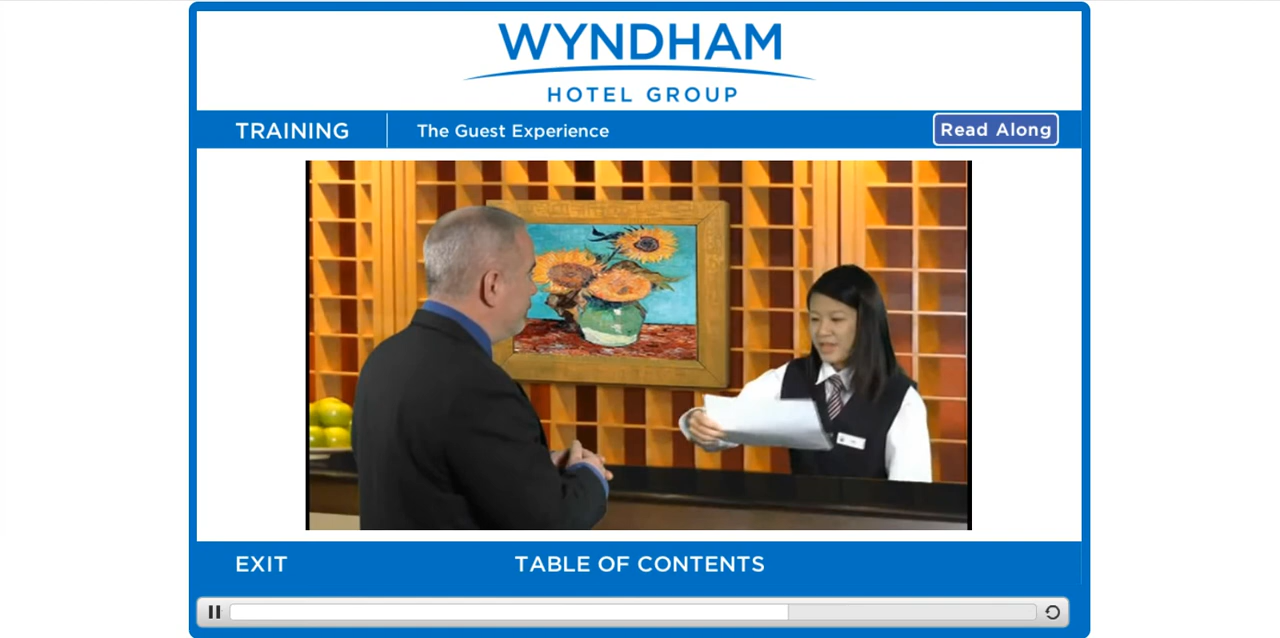 WYNDHAM
HOTEL GROUP
TRAINING
The Guest Experience
Read Along
EXIT
TABLE OF CONTENTS